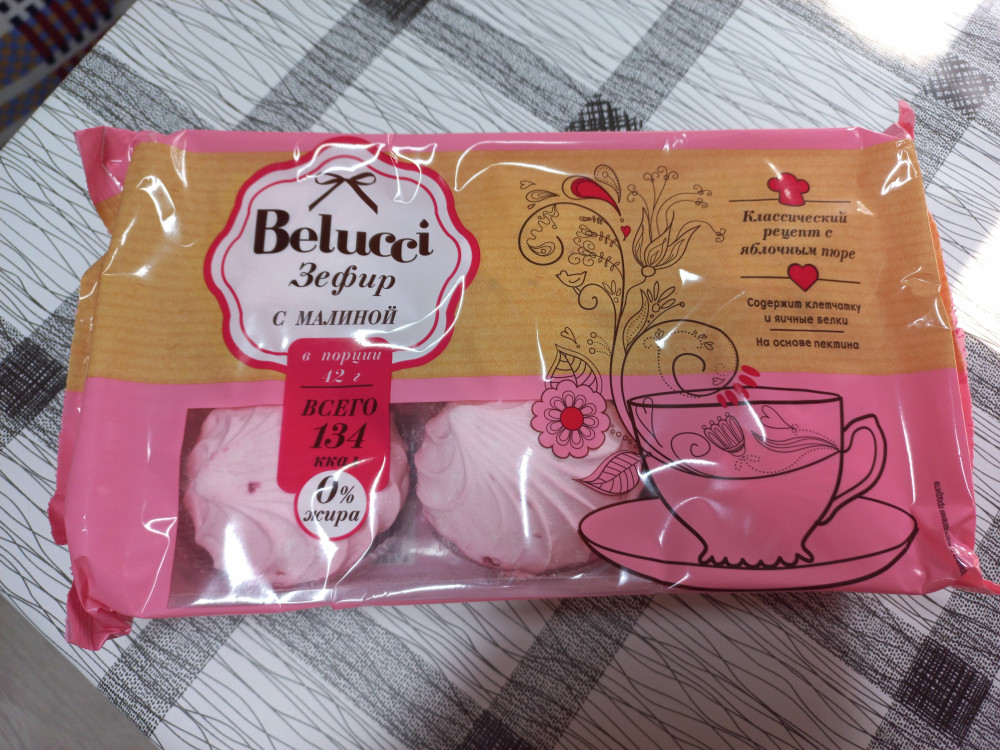 Belucci
Зефир
С МАЛИНОЙ
в порции
42 г
ВСЕГО
134
ккал
0%
жира
Классический
рецепт с
яблочным пюре
Содержит клетчатку
и яичные белки
На основе пектина